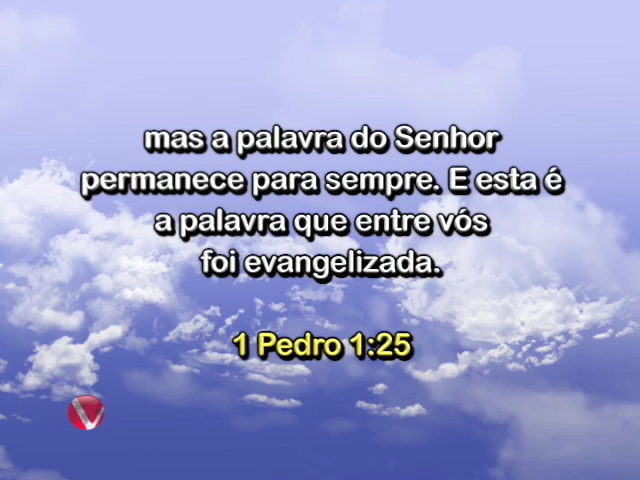 mas a palavra do Senhor
permanece para sempre. E esta é
a palavra que entre vós
foi evangelizada.
1 Pedro 1:25
V